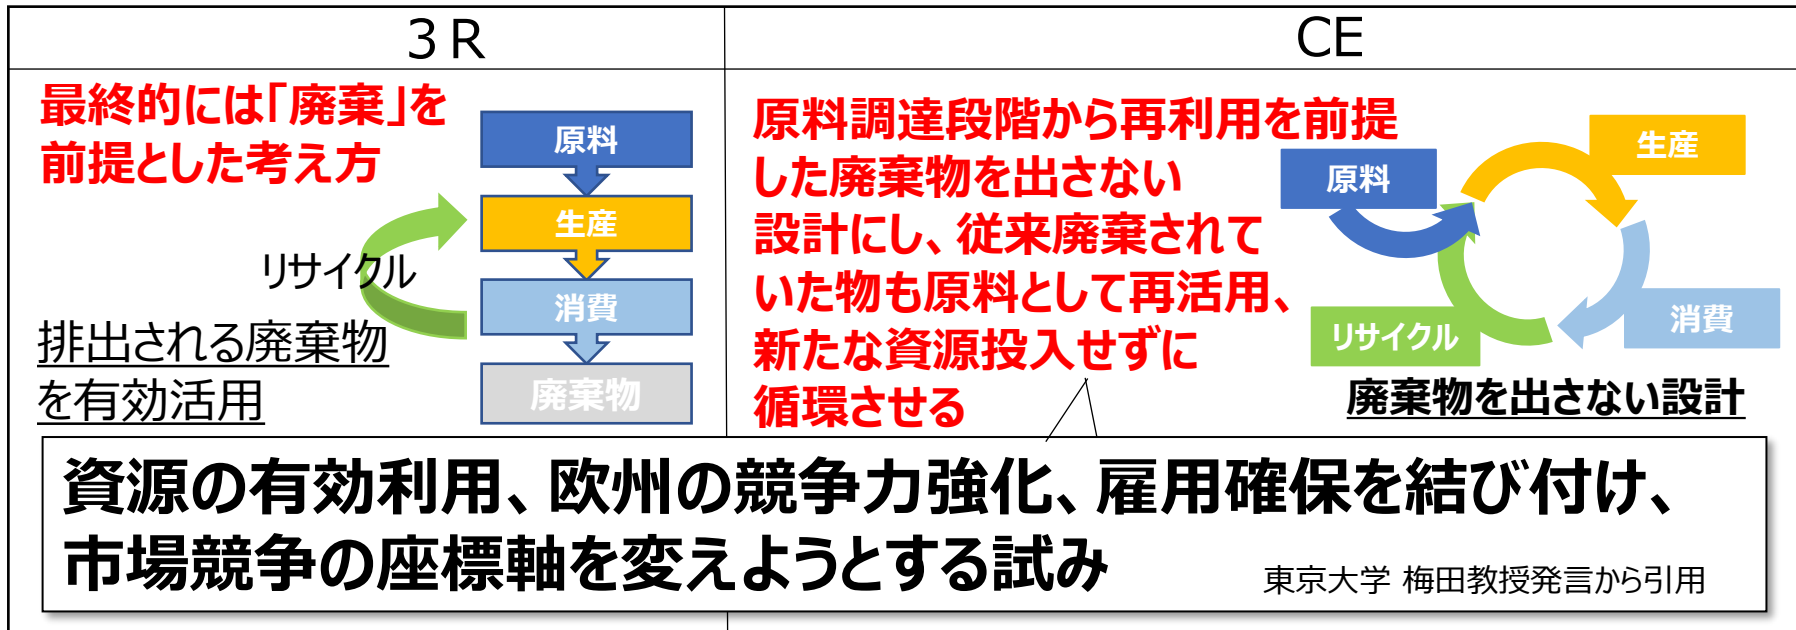 3R
CE
最終的には「廃棄」を
前提とした考え方
原料
生産
リサイクル
消費
廃棄物
排出される廃棄物
を有効活用
原料調達段階から再利用を前提
した廃棄物を出さない
設計にし、従来廃棄されて
いた物も原料として再活用、
新たな資源投入せずに
循環させる
生産
原料
消費
リサイクル
廃棄物を出さない設計
資源の有効利用、欧州の競争力強化、雇用確保を結び付け、
市場競争の座標軸を変えようとする試み
東京大学 梅田教授発言から引用